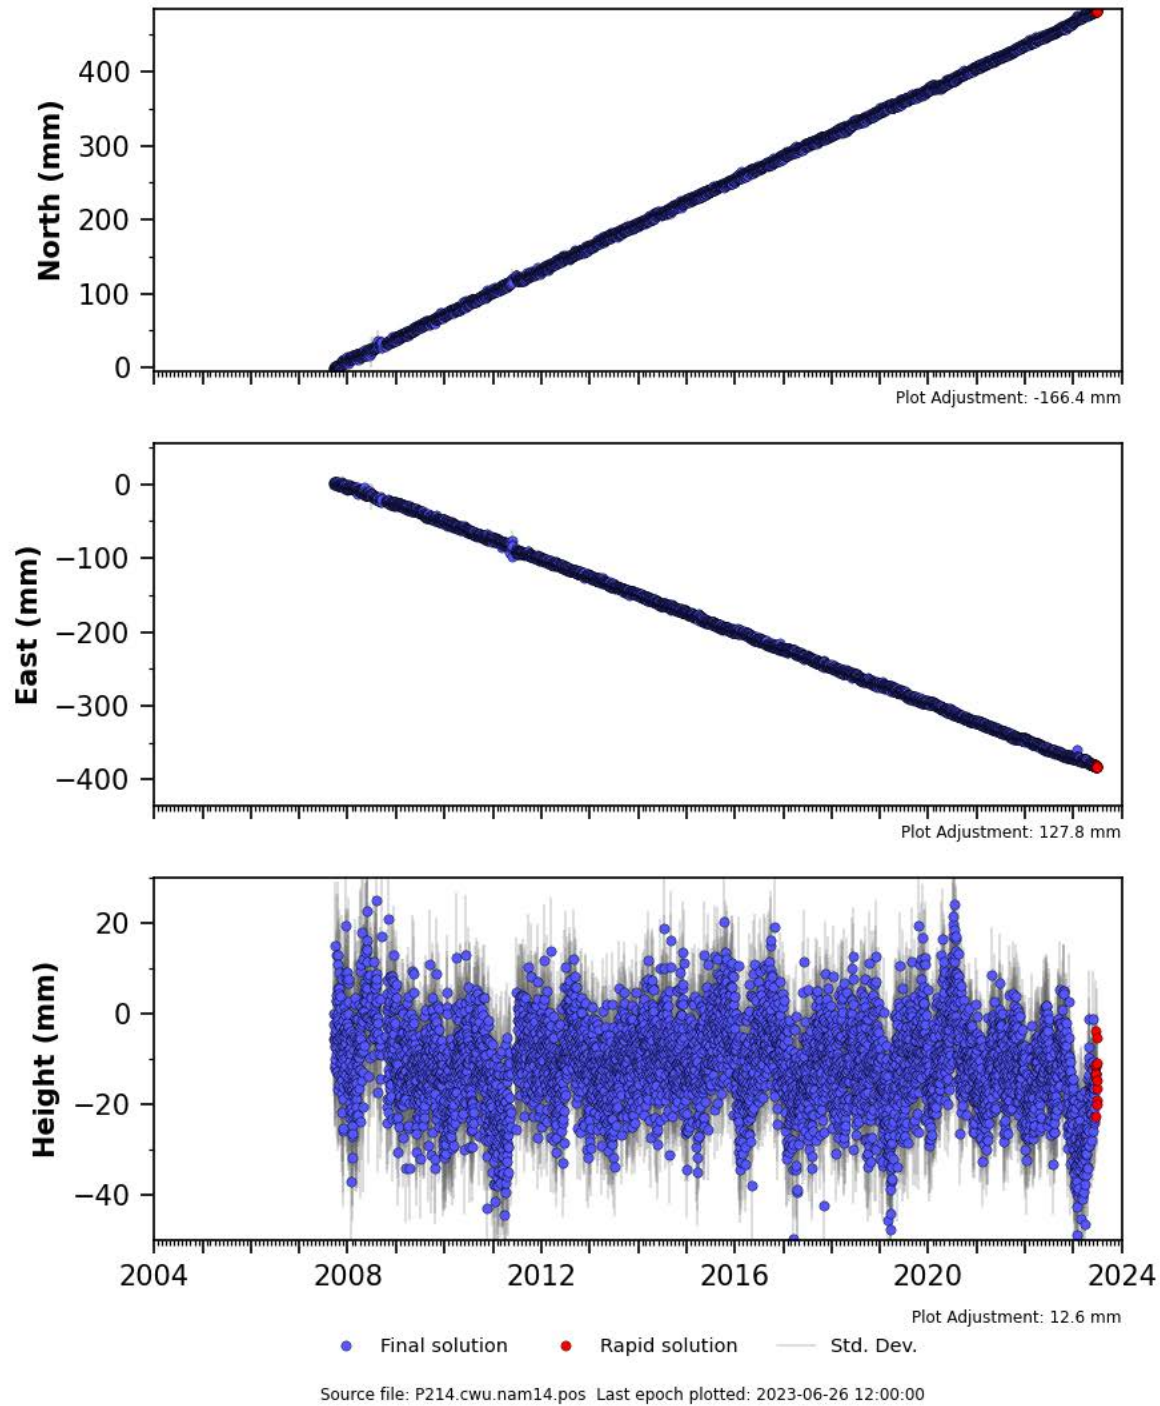 North (mm)
400
300
200
100
0
Plot Adjustment: -166.4 mm
East (mm)
0
−100
−200
−300
−400
Plot Adjustment: 127.8 mm
Height (mm)
20
0
−20
−40
2004 2008 2012 2016 2020 2024
Plot Adjustment: 12.6 mm
Final solution Rapid solution Std. Dev.
Source file: P214.cwu.nam14.pos Last epoch plotted: 2023-06-26 12:00:00